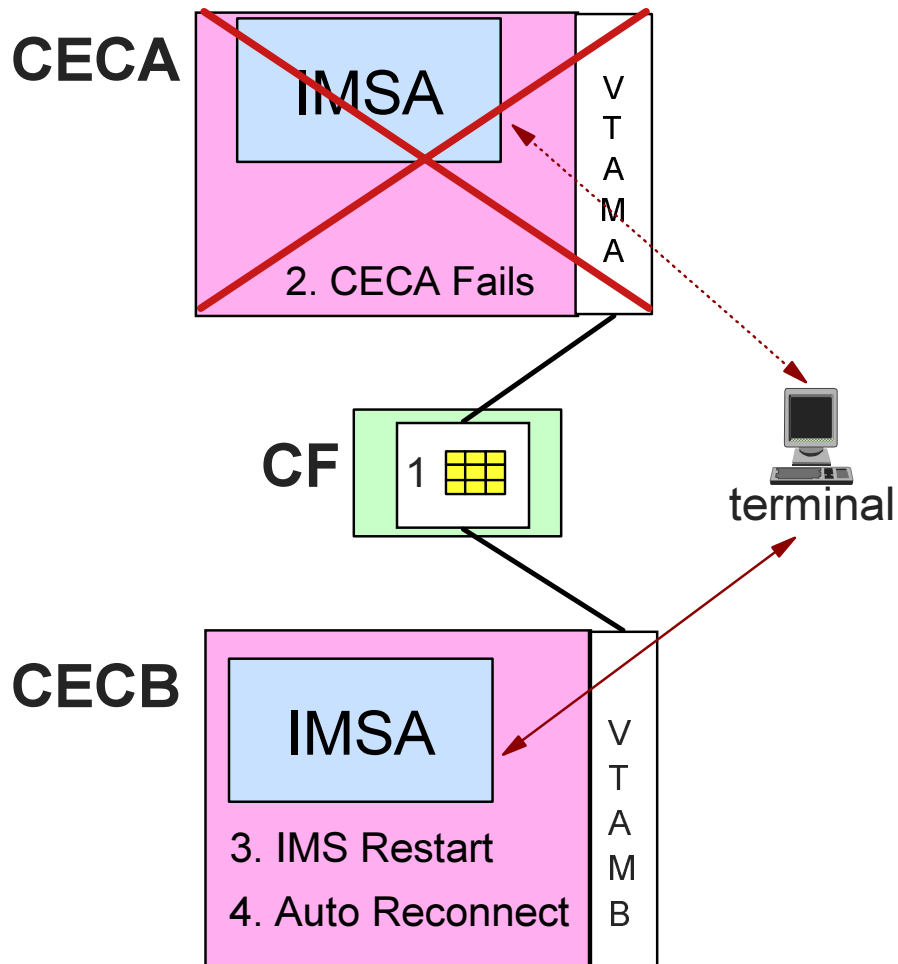 CECA
IMSA
V
T
A
M
A
2. CECA Fails
CF
1
terminal
CECB
IMSA
V
T
A
M
B
3. IMS Restart
4. Auto Reconnect